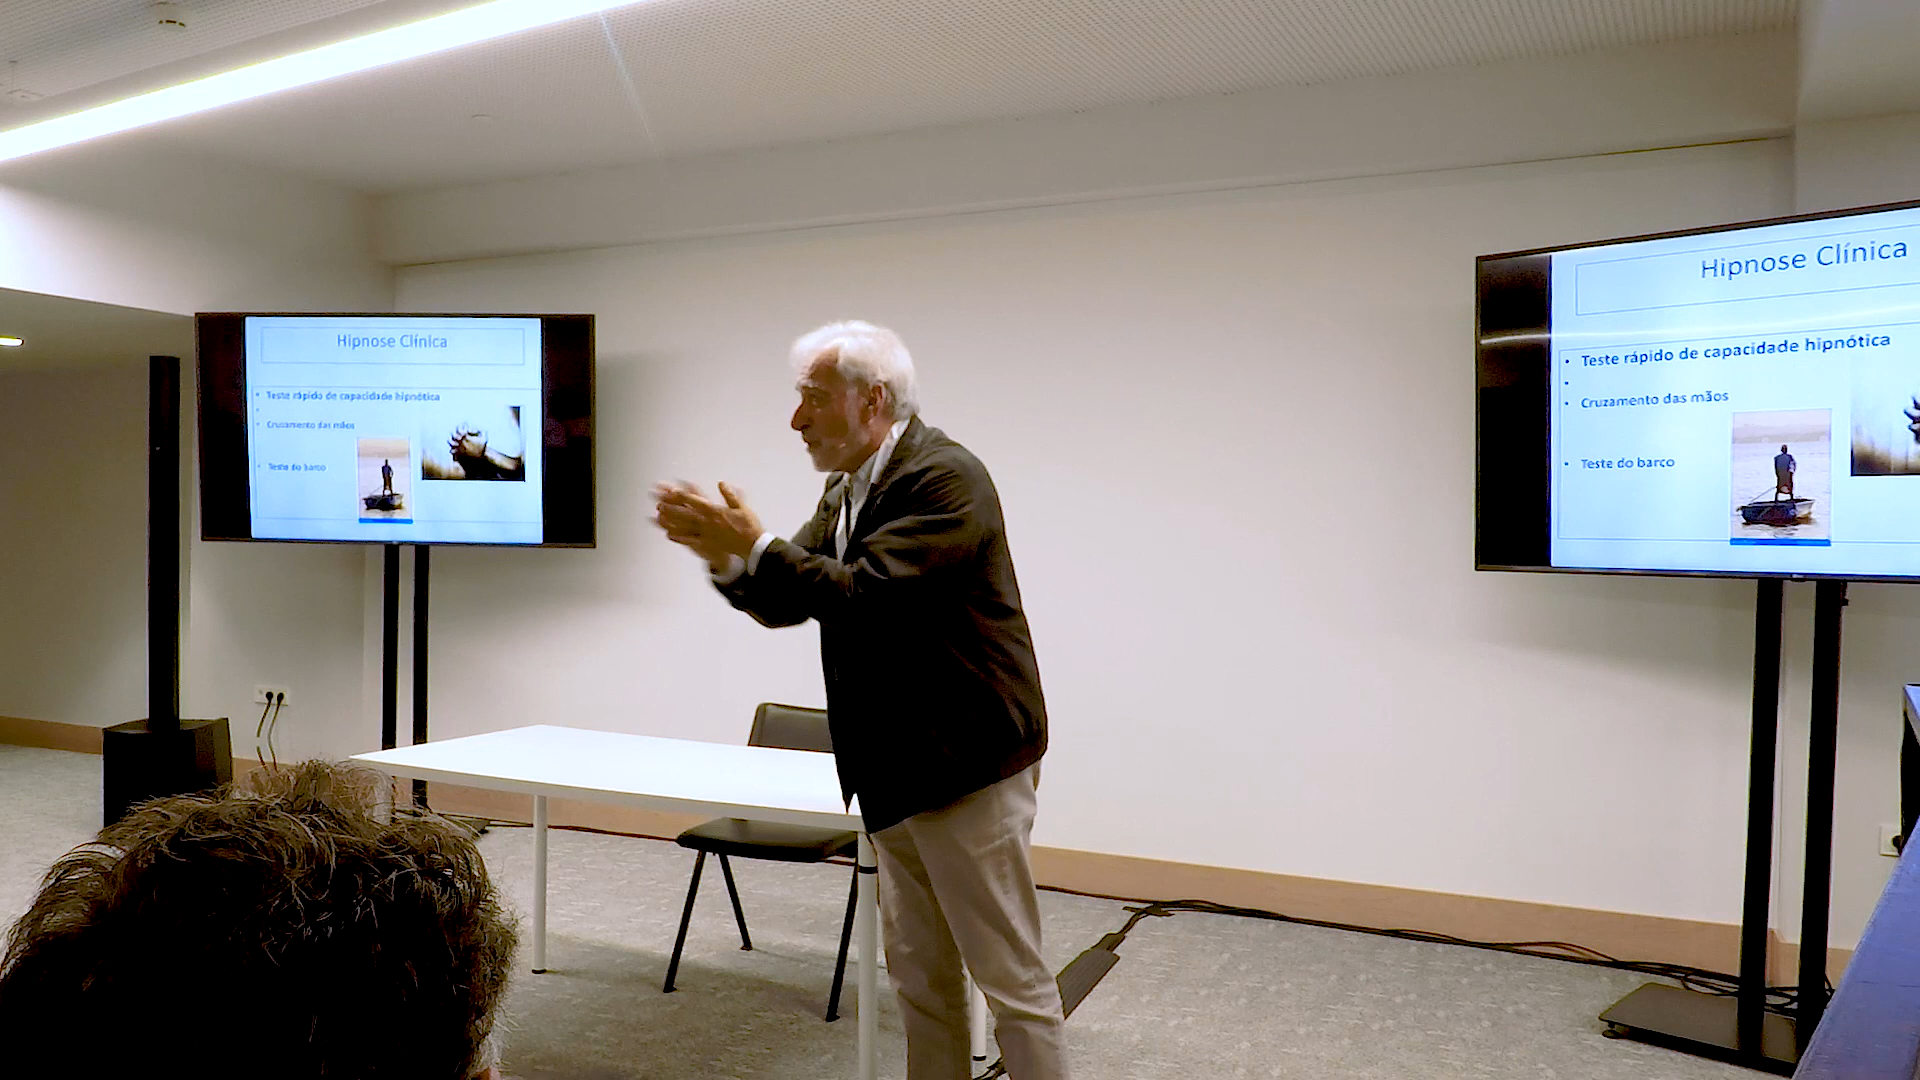 Hipnose Clínica
Teste rápido de capacidade hipnótica
Cruzamento das mãos
Teste do barco
Hipnose Clínica
Teste rápido de capacidade hipnótica
Cruzamento das mãos
Teste do barco